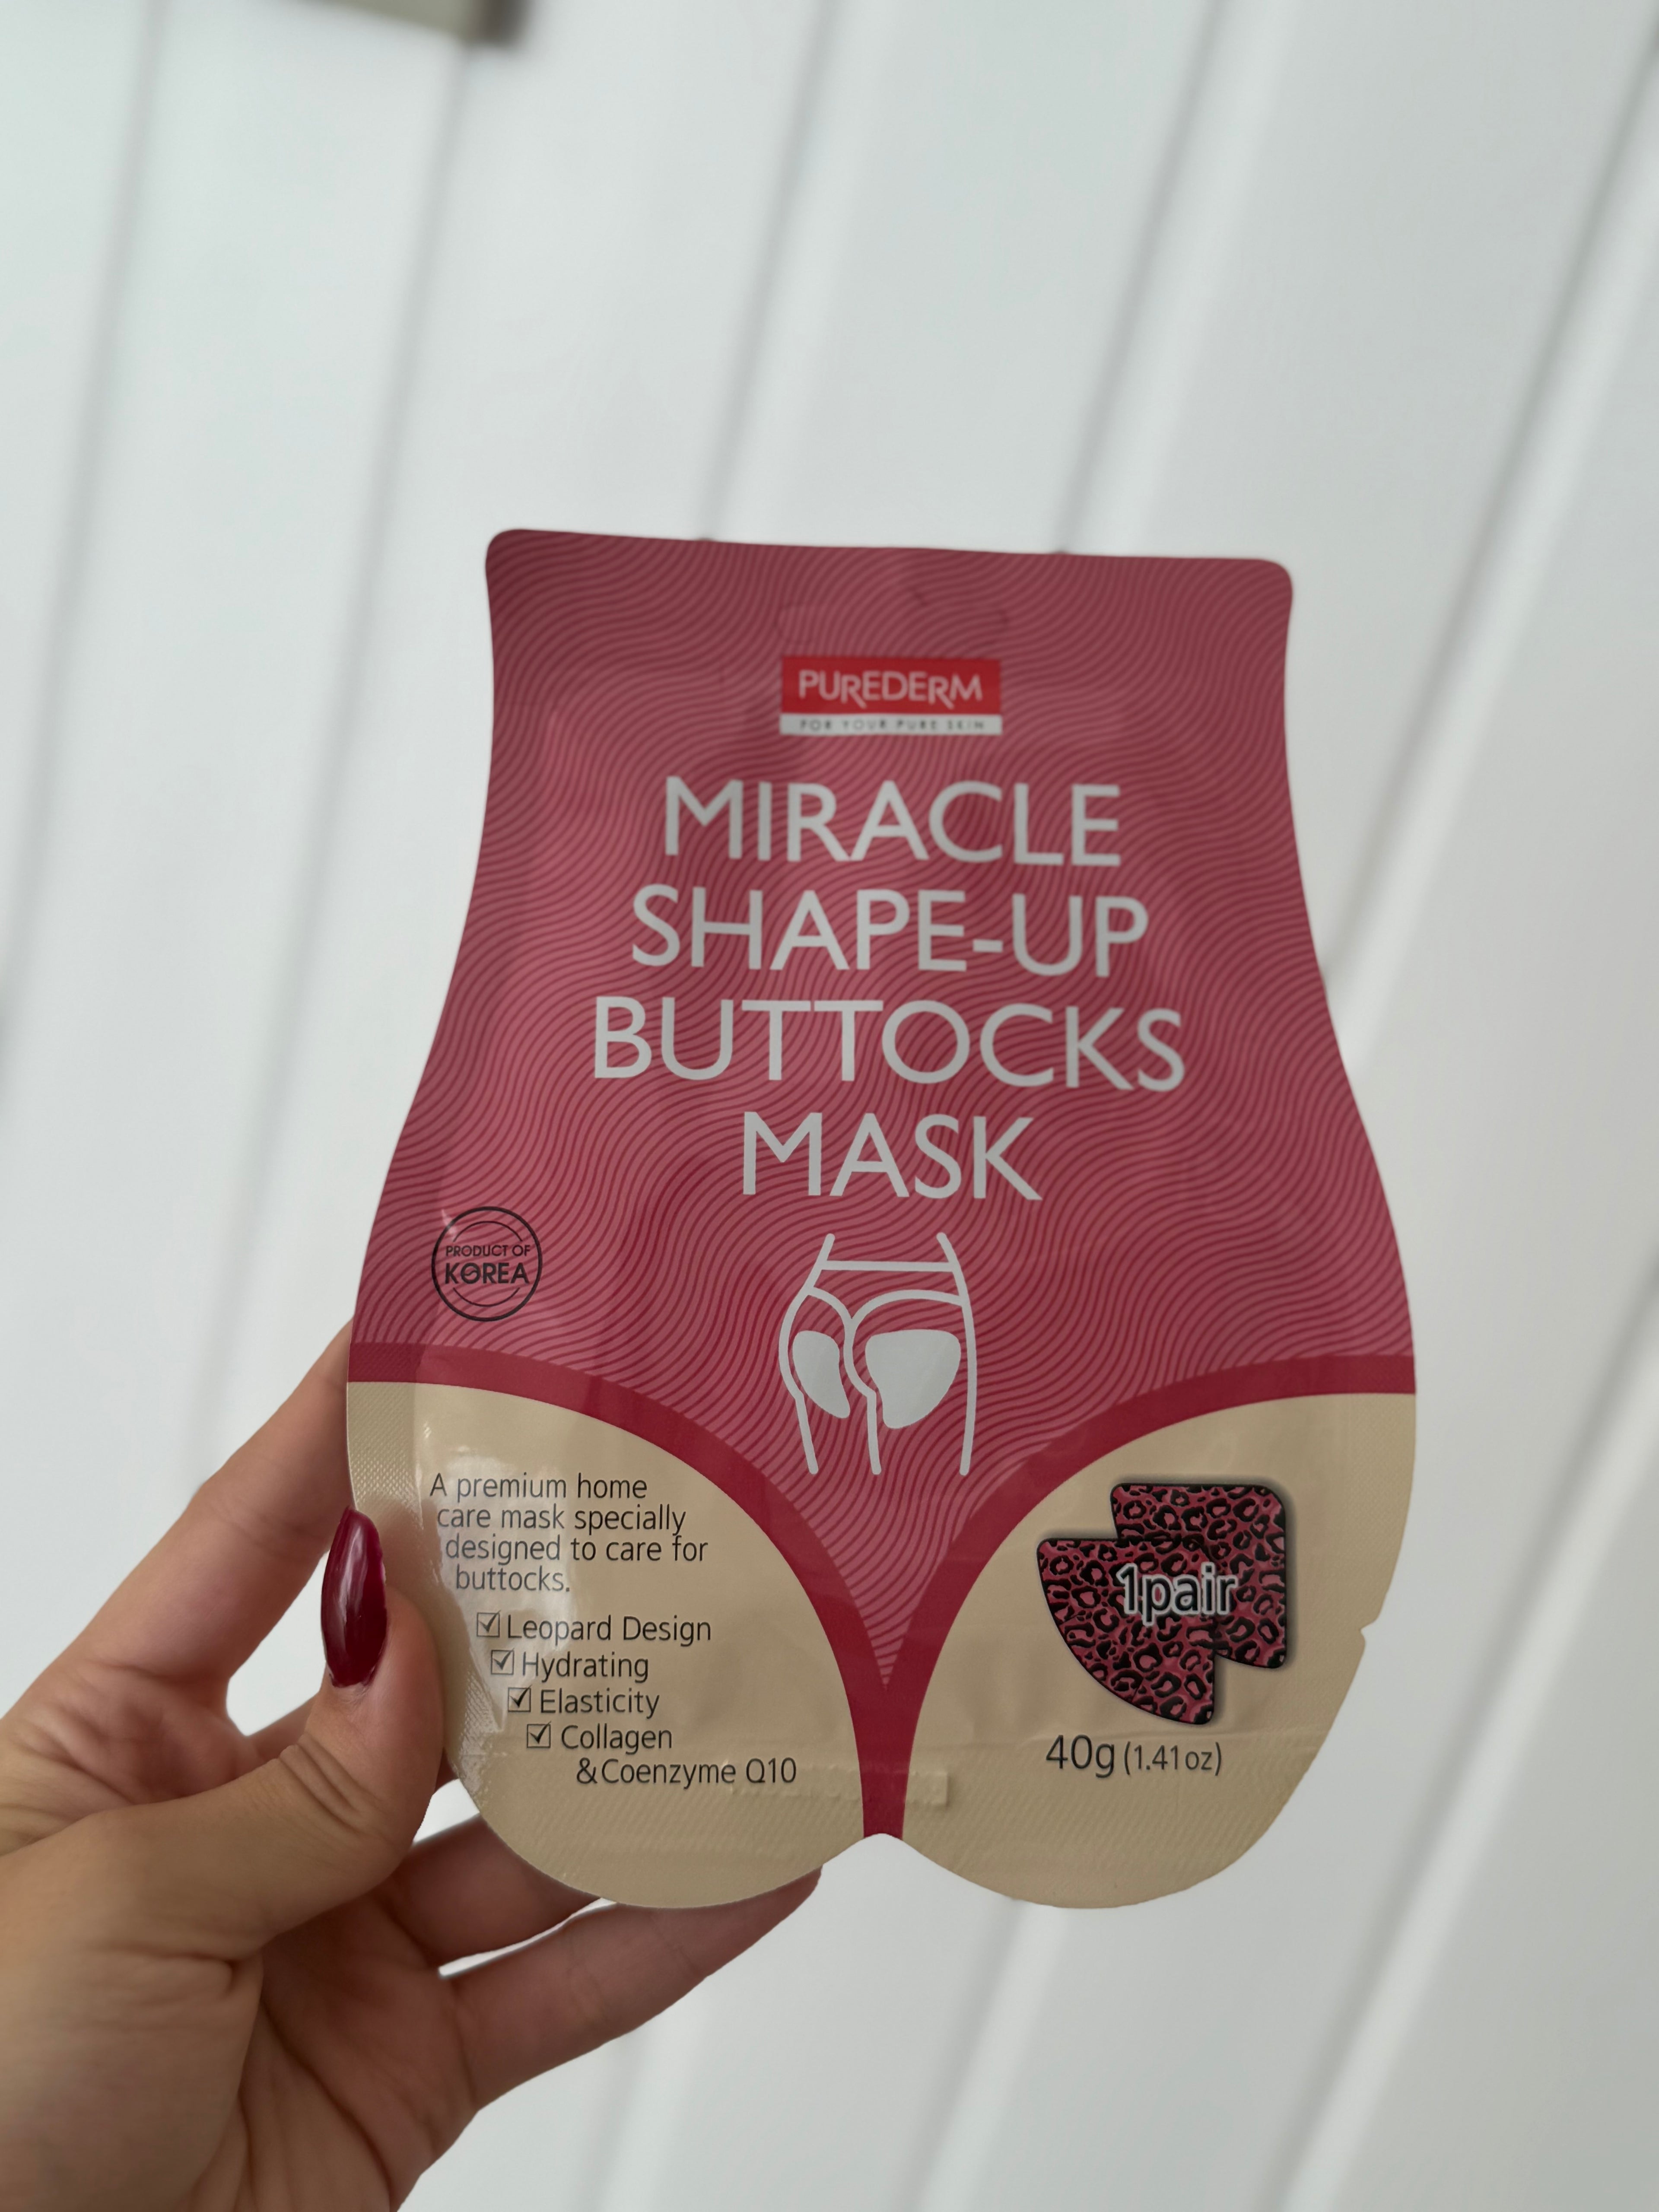 PUREDERM
FOR YOUR PURE SKIN
MIRACLE
SHAPE-UP
BUTTOCKS
MASK
PRODUCT OF
KOREA
A premium home
care mask specially
designed to care for
buttocks.
☑ Leopard Design
☑ Hydrating
☑ Elasticity
☑ Collagen
&Coenzyme Q10
1pair
40g (1.41oz)